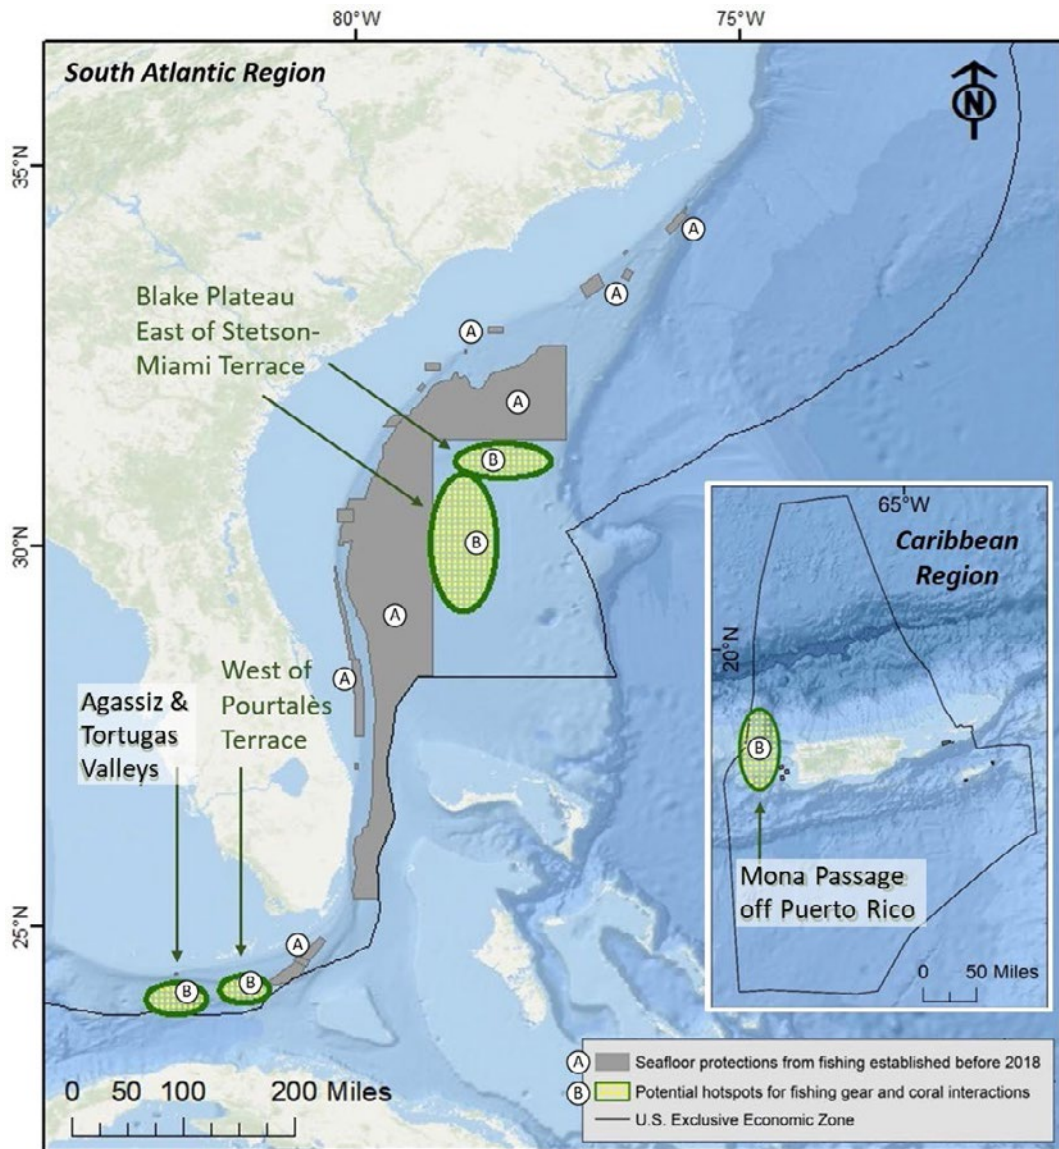 80°W
75°W
South Atlantic Region
N
35°N
A
A
Blake Plateau
East of Stetson-
Miami Terrace
A
A
B
65°W
Caribbean
Region
30°N
B
20°N
A
West of
Pourtalès
Terrace
A
Agassiz &
Tortugas
Valleys
B
Mona Passage
off Puerto Rico
25°N
A
B
B
0 50 Miles
A Seafloor protections from fishing established before 2018
B Potential hotspots for fishing gear and coral interactions
U.S. Exclusive Economic Zone
0 50 100 200 Miles